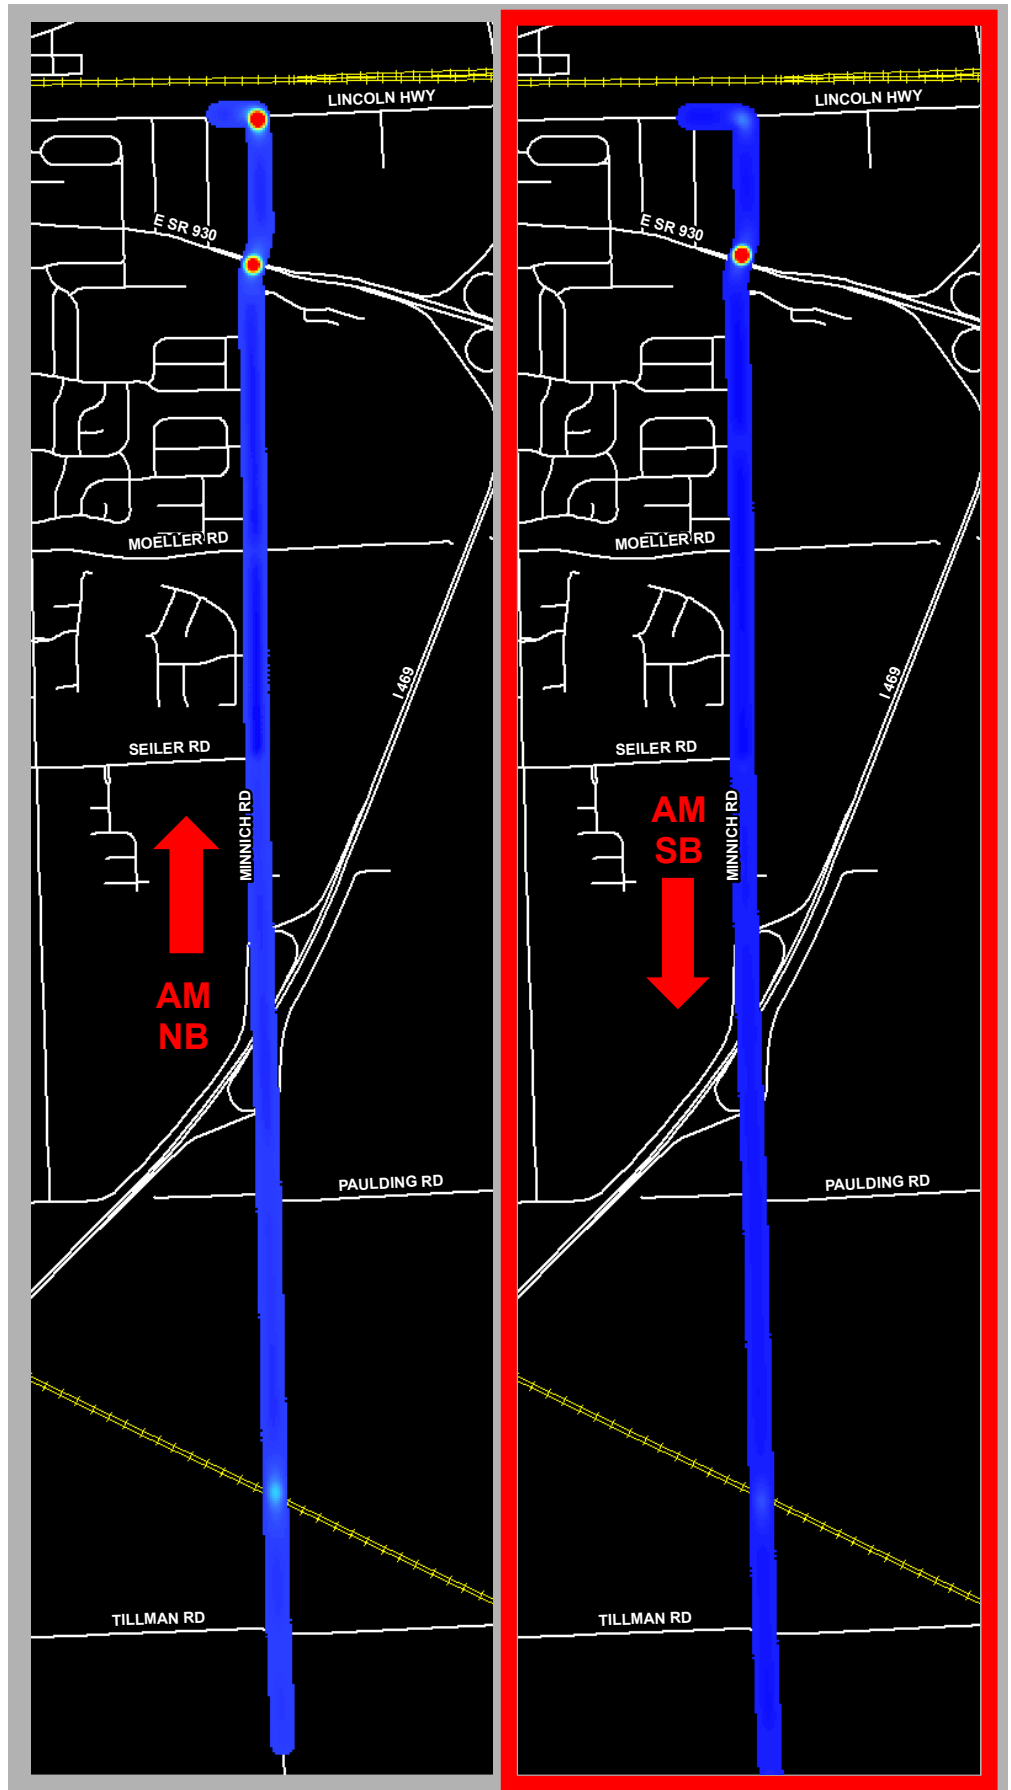 LINCOLN HWY
E SR 930
MOELLER RD
I 469
SEILER RD
MINNICH RD
AM
NB
PAULDING RD
TILLMAN RD
LINCOLN HWY
E SR 930
MOELLER RD
I 469
SEILER RD
MINNICH RD
AM
SB
PAULDING RD
TILLMAN RD